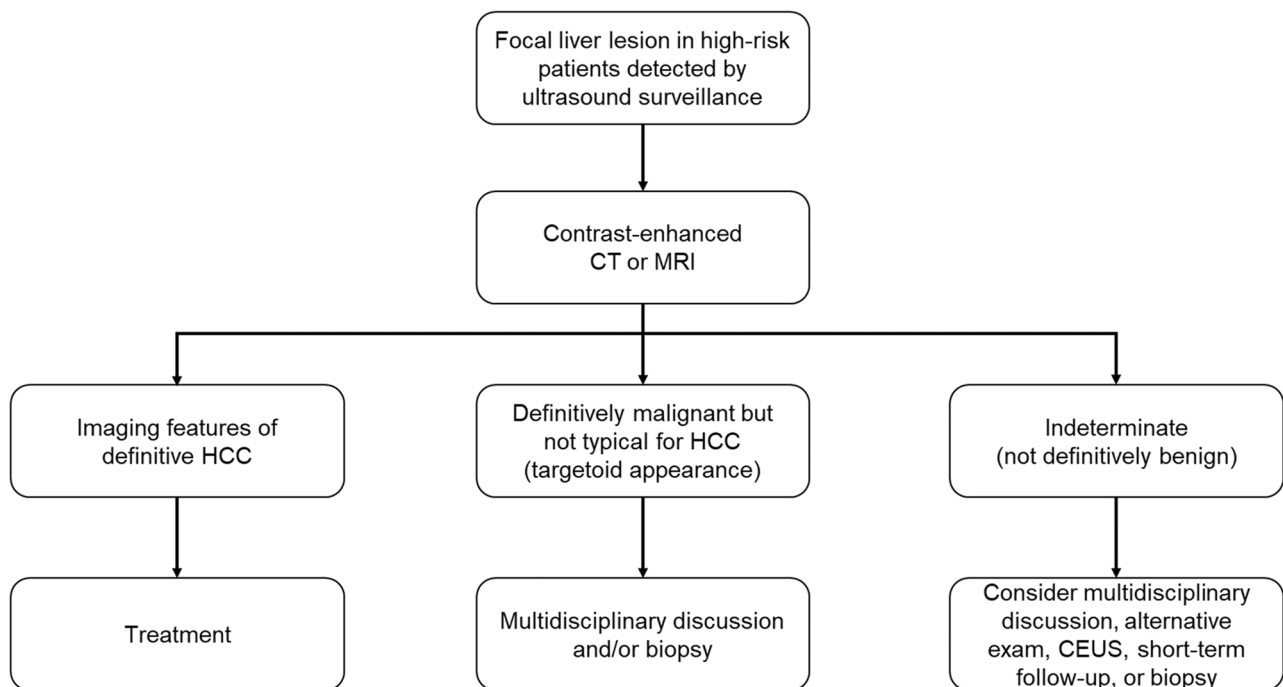 Focal liver lesion in high-risk
patients detected by
ultrasound surveillance
Contrast-enhanced
CT or MRI
Imaging features of
definitive HCC
Definitively malignant but
not typical for HCC
(targetoid appearance)
Indeterminate
(not definitively benign)
Treatment
Multidisciplinary discussion
and/or biopsy
Consider multidisciplinary
discussion, alternative
exam, CEUS, short-term
follow-up, or biopsy